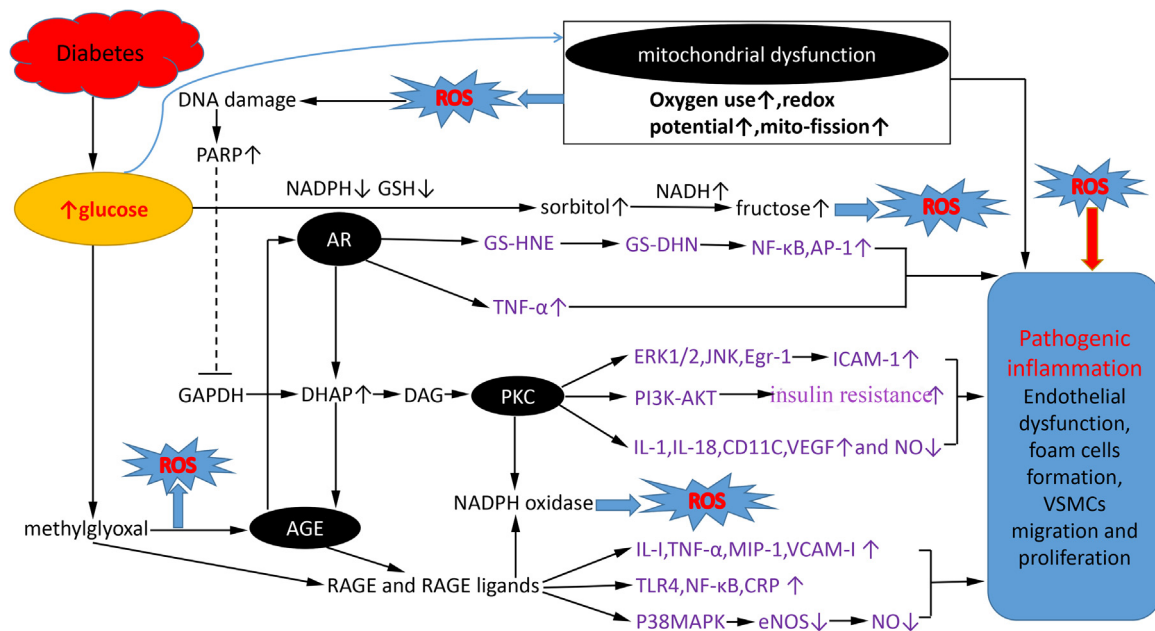 Diabetes
mitochondrial dysfunction
Oxygen use↑,redox
potential↑,mito-fission↑
ROS
DNA damage
PARP↑
ROS
↑glucose
NADPH↓ GSH↓
sorbitol↑
NADH↑
fructose↑
ROS
AR
GS-HNE
GS-DHN
NF-κB,AP-1↑
TNF-α↑
Pathogenic
inflammation
Endothelial
dysfunction,
foam cells
formation,
VSMCs
migration and
proliferation
ERK1/2,JNK,Egr-1
ICAM-1↑
GAPDH
DHAP↑
DAG
PKC
PI3K-AKT
insulin resistance↑
IL-1,IL-18,CD11C,VEGF↑and NO↓
ROS
NADPH oxidase
ROS
methylglyoxal
AGE
IL-I,TNF-α,MIP-1,VCAM-I ↑
RAGE and RAGE ligands
TLR4,NF-κB,CRP ↑
P38MAPK
eNOS↓
NO↓